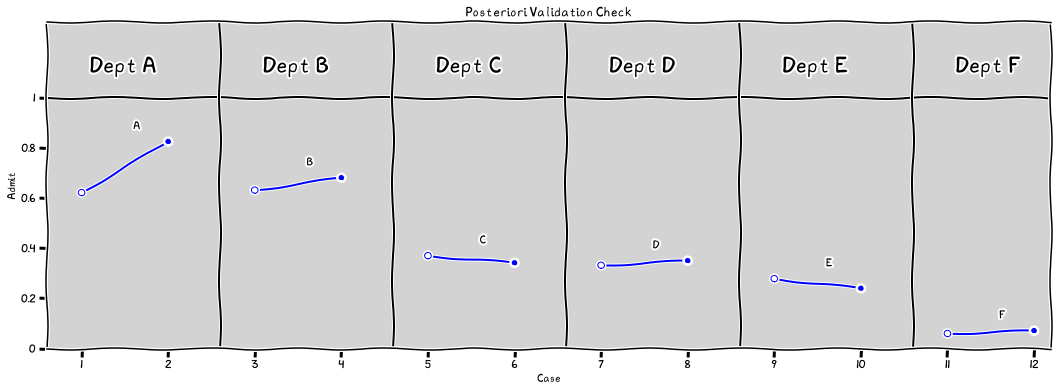 Posteriori Validation Check
Dept A Dept B Dept C Dept D Dept E Dept F
1
0.8
0.6
0.4
0.2
0
Admit
A
B
C
D
E
F
1 2 3 4 5 6 7 8 9 10 11 12
Case